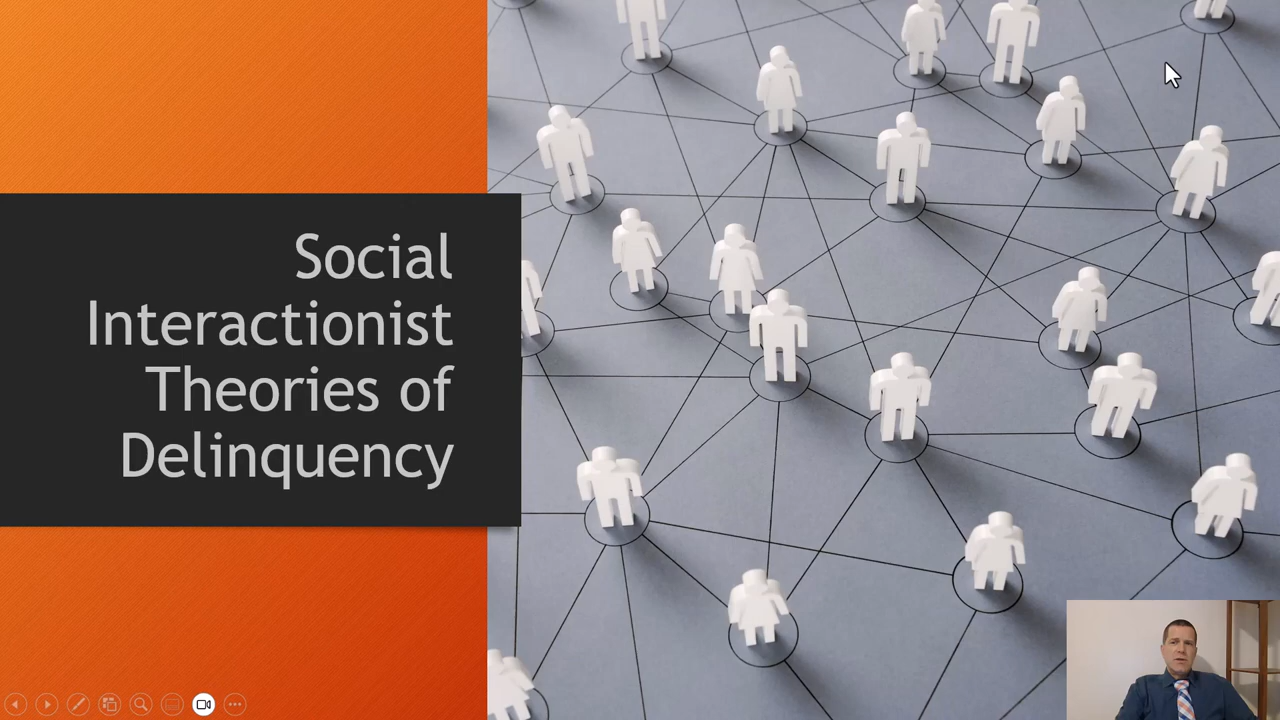 Social
Interactionist
Theories of
Delinquency